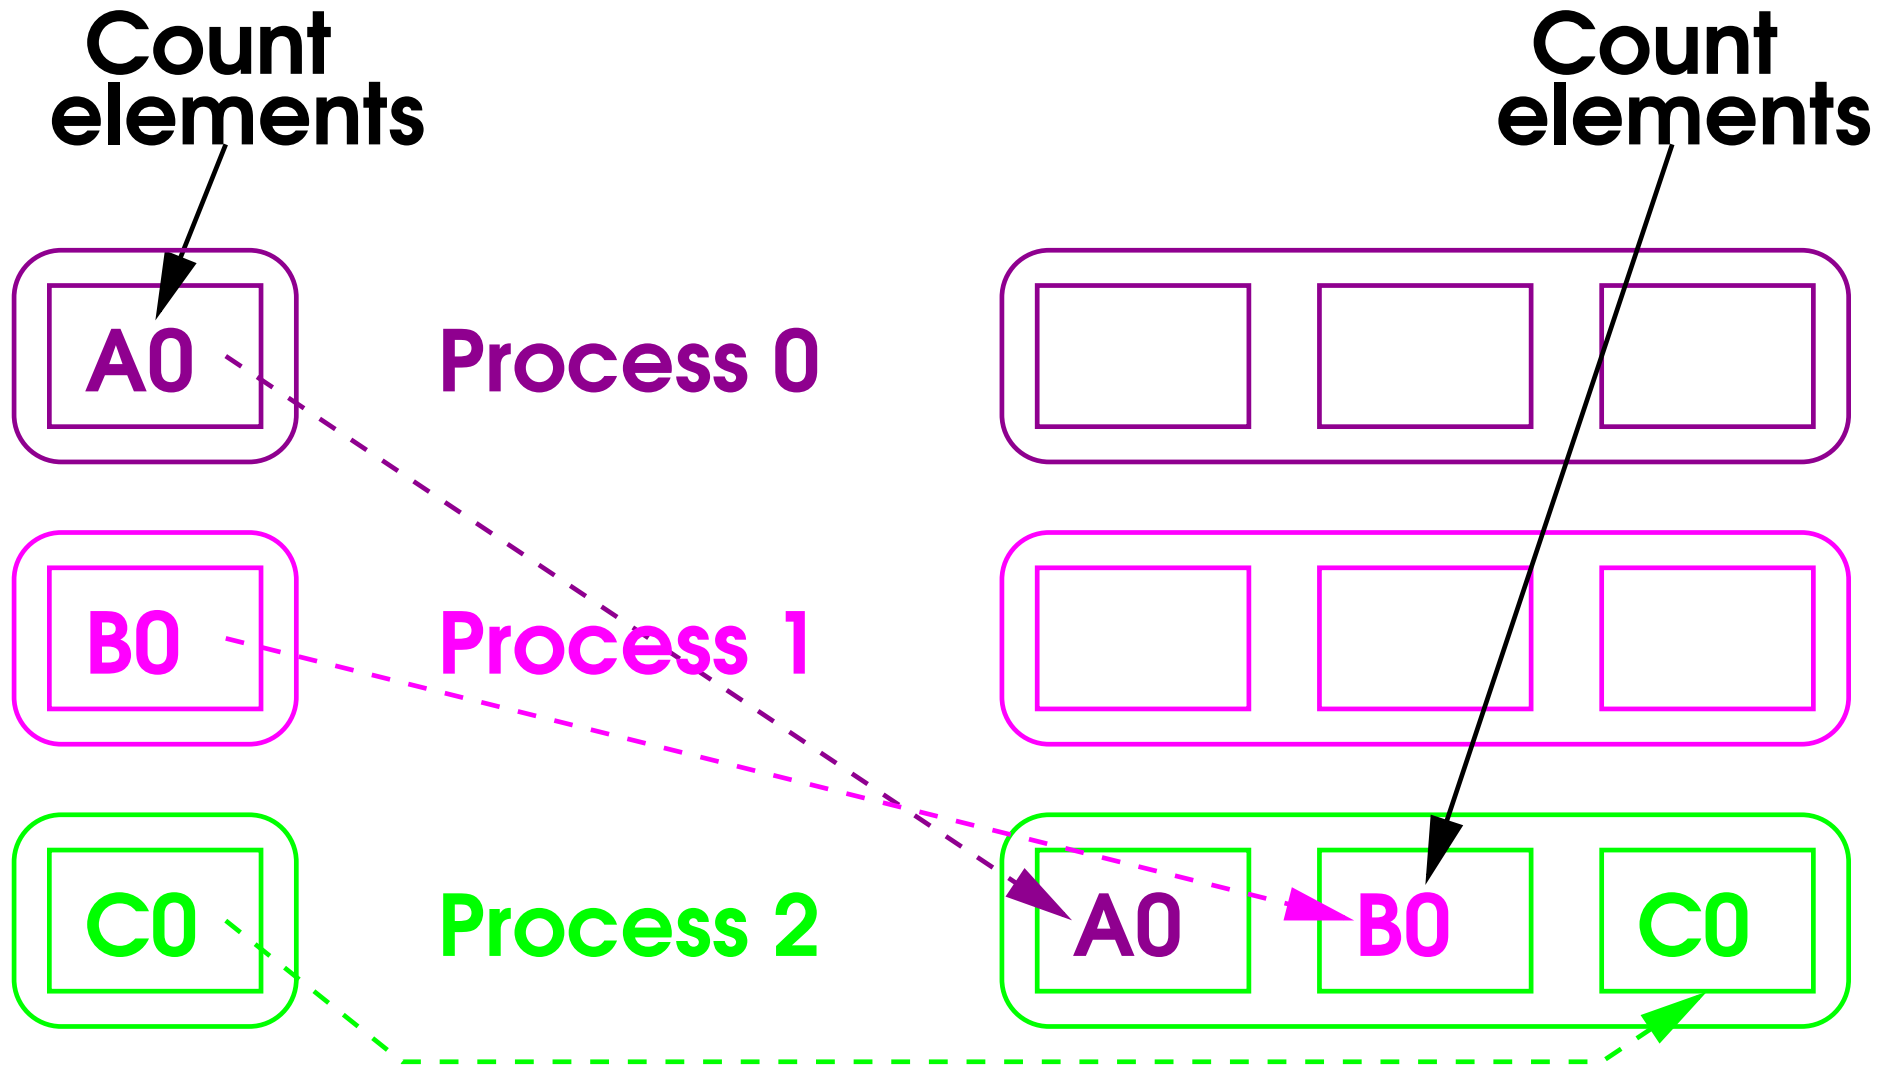 Count
elements
Count
elements
A0
Process 0
B0
Process 1
C0
Process 2
A0
B0
C0